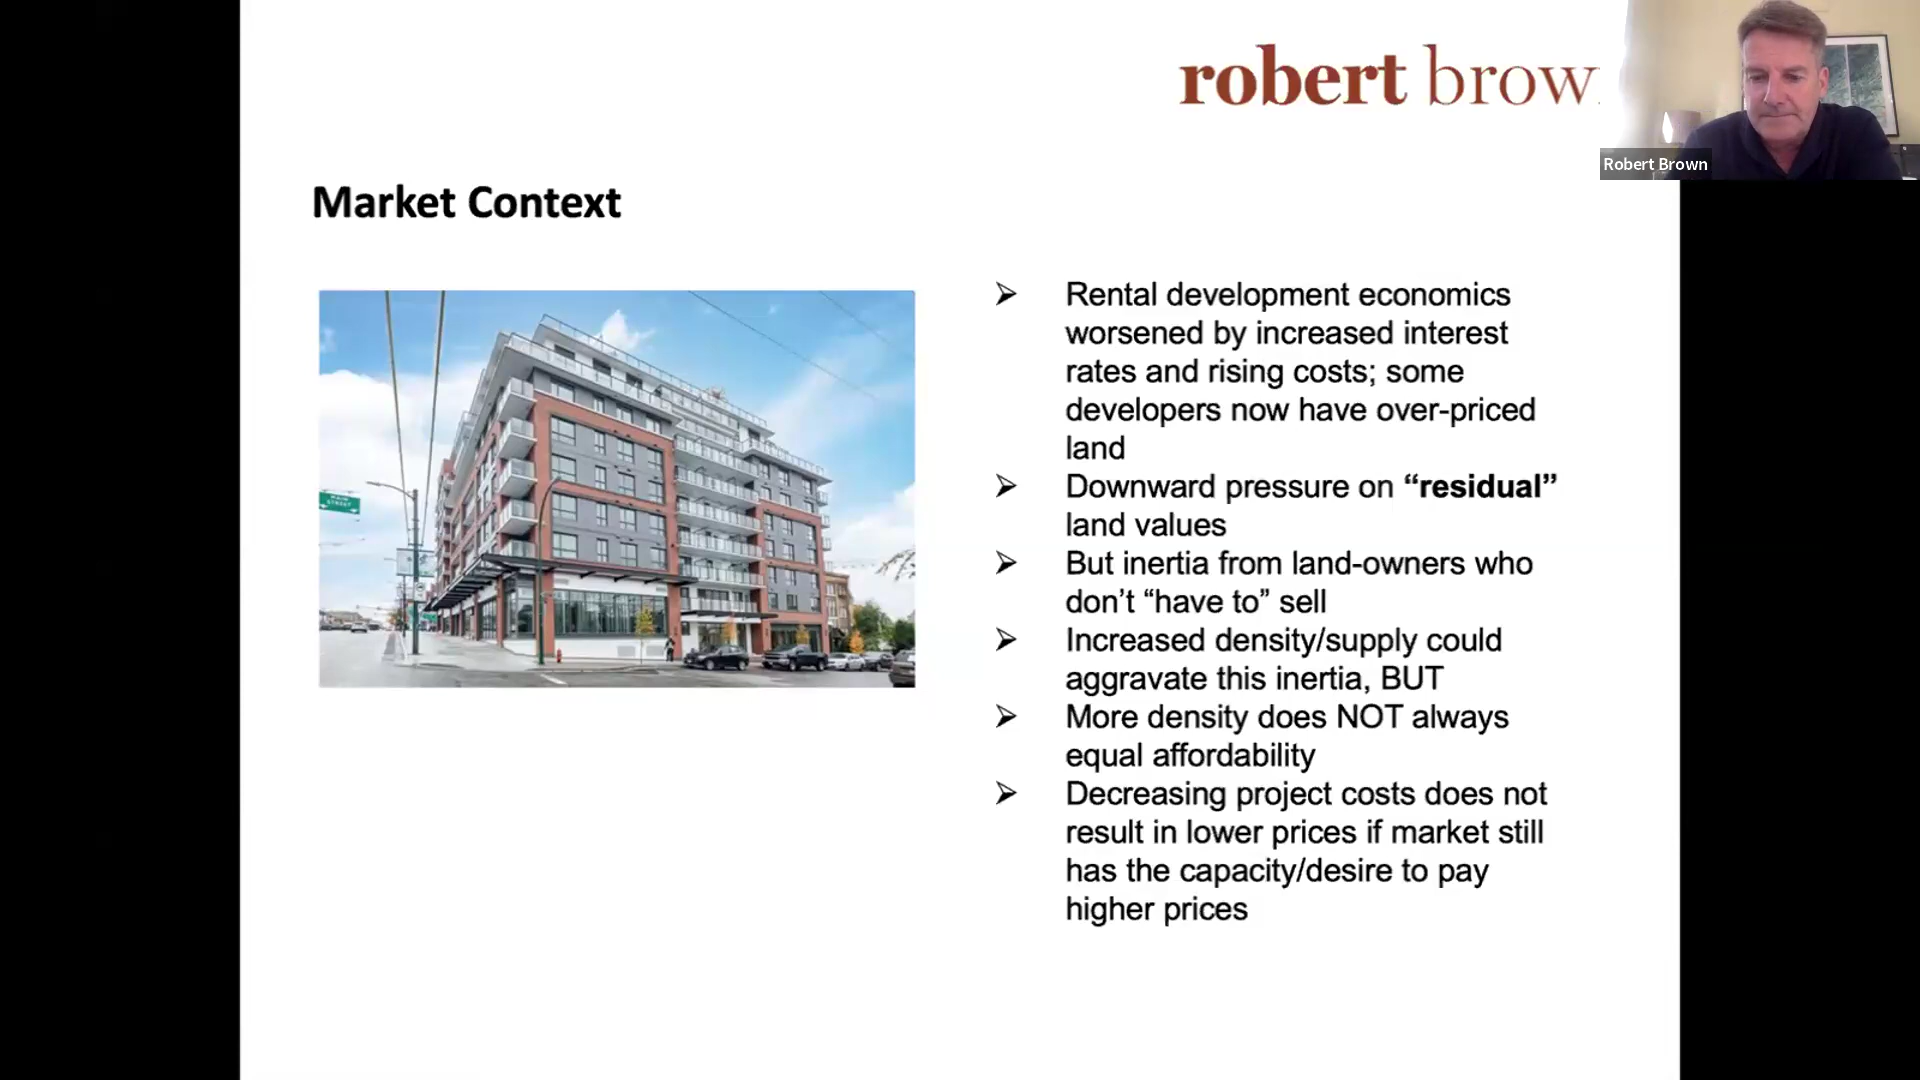 robert brow
Robert Brown
Market Context
MAIN
STREET
➢ Rental development economics
worsened by increased interest
rates and rising costs; some
developers now have over-priced
land
➢ Downward pressure on “residual”
land values
➢ But inertia from land-owners who
don’t “have to” sell
➢ Increased density/supply could
aggravate this inertia, BUT
➢ More density does NOT always
equal affordability
➢ Decreasing project costs does not
result in lower prices if market still
has the capacity/desire to pay
higher prices